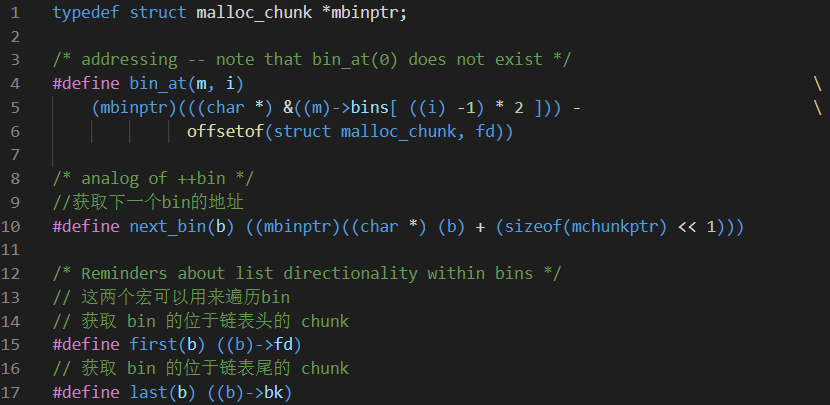 1 typedef struct malloc_chunk *mbinptr;
2
3 /* addressing -- note that bin_at(0) does not exist */
4 #define bin_at(m, i) \
5 (mbinptr)(((char *) &((m)->bins[ ((i) -1) * 2 ])) - \
6 offsetof(struct malloc_chunk, fd))
7
8 /* analog of ++bin */
9 //获取下一个bin的地址
10 #define next_bin(b) ((mbinptr)((char *) (b) + (sizeof(mchunkptr) << 1)))
11
12 /* Reminders about list directionality within bins */
13 // 这两个宏可以用来遍历bin
14 // 获取 bin 的位于链表头的 chunk
15 #define first(b) ((b)->fd)
16 // 获取 bin 的位于链表尾的 chunk
17 #define last(b) ((b)->bk)